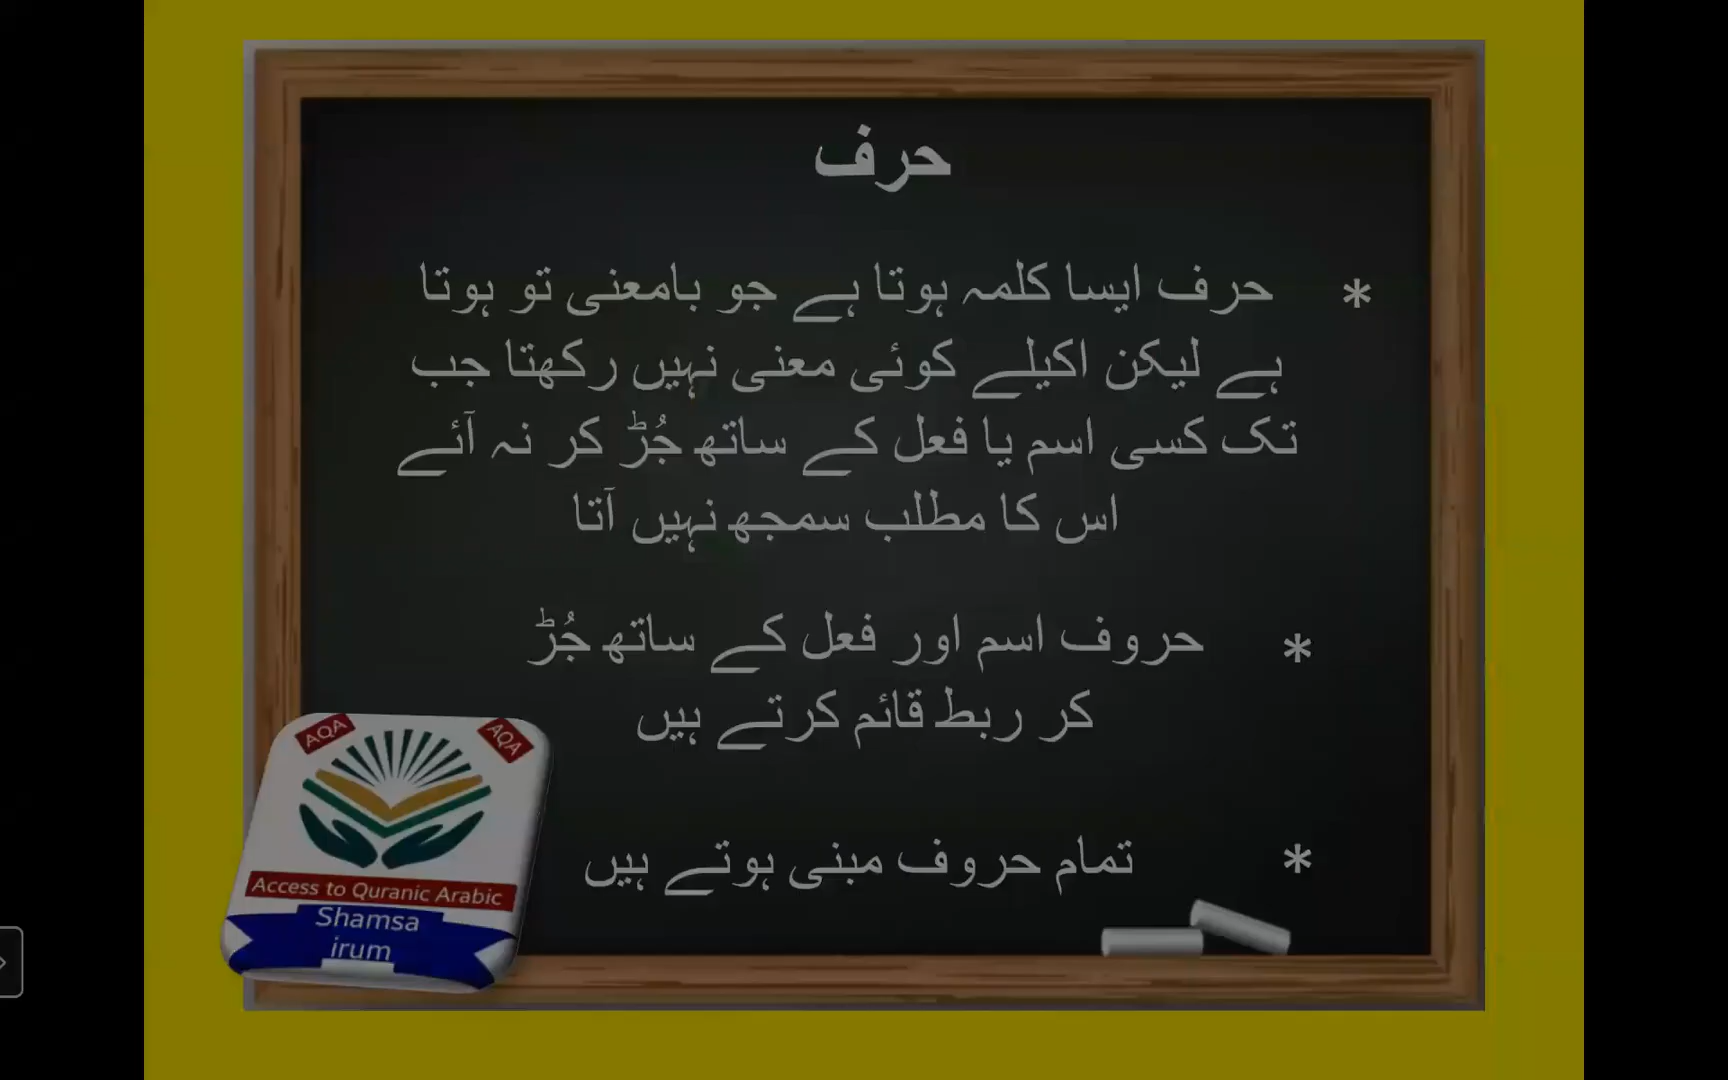 حرف
* حرف ایسا کلمہ ہوتا ہے جو بامعنی تو ہوتا
ہے لیکن اکیلے کوئی معنی نہیں رکھتا جب
تک کسی اسم یا فعل کے ساتھ جُڑ کر نہ آئے
اس کا مطلب سمجھ نہیں آتا
* حروف اسم اور فعل کے ساتھ جُڑ
کر ربط قائم کرتے ہیں
* تمام حروف مبنی ہوتے ہیں
AQA
AQA
Access to Quranic Arabic
Shamsa
irum